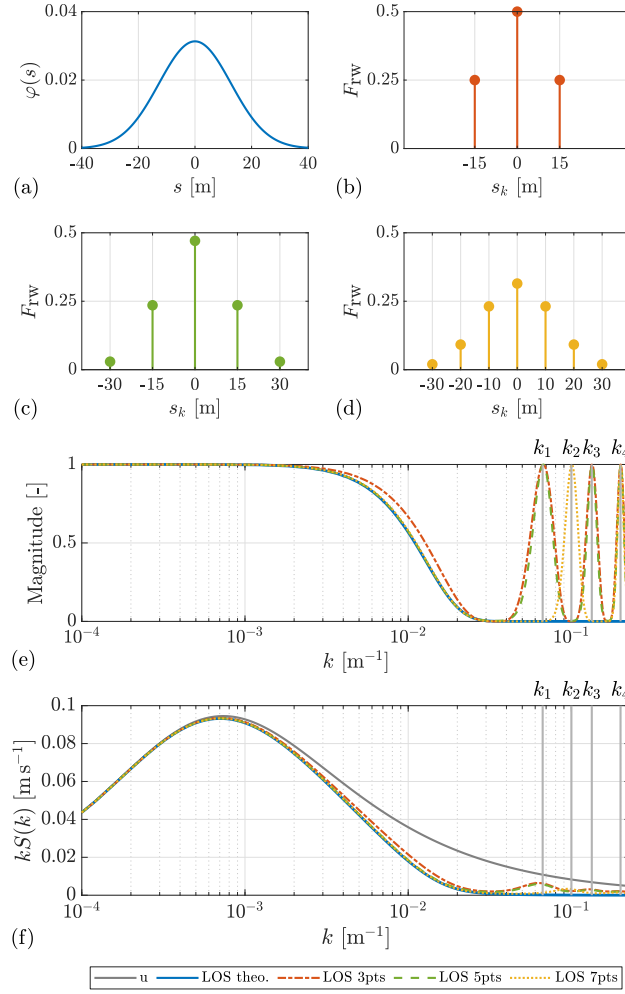 0.04
0.02
0
φ(s)
-40 -20 0 20 40
(a) s [m]
0.5
0.25
0
F_rw
-15 0 15
(b) s_k [m]
0.5
0.25
0
F_rw
-30 -15 0 15 30
(c) s_k [m]
0.5
0.25
0
F_rw
-30 -20 -10 0 10 20 30
(d) s_k [m]
k_1 k_2 k_3 k_4
1
0.5
0
Magnitude [-]
10^-4 10^-3 10^-2 10^-1
(e) k [m^-1]
k_1 k_2 k_3 k_4
0.1
0.08
0.06
0.04
0.02
0
kS(k) [m s^-1]
10^-4 10^-3 10^-2 10^-1
(f) k [m^-1]
u LOS theo. LOS 3pts LOS 5pts LOS 7pts